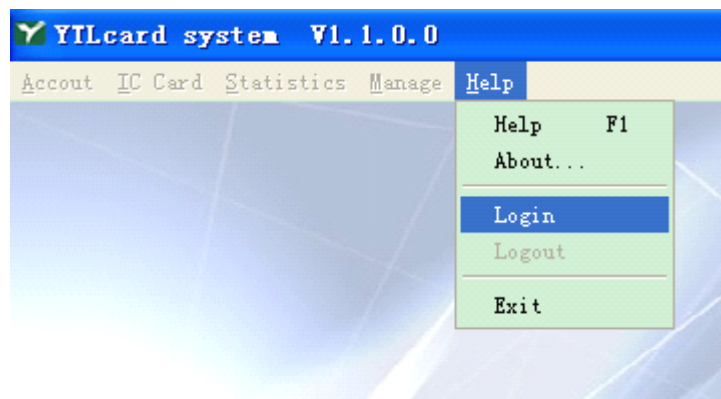 YTLcard system V1.1.0.0
Accout IC Card Statistics Manage Help
Help F1
About...
Login
Logout
Exit